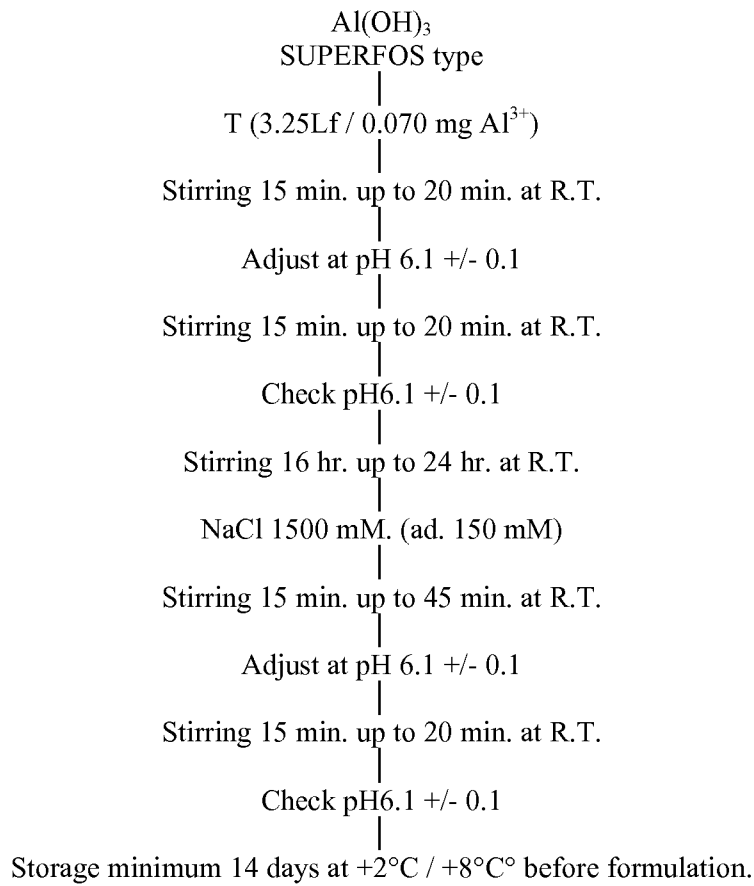 Al(OH)₃
SUPERFOS type
T (3.25Lf / 0.070 mg Al³⁺)
Stirring 15 min. up to 20 min. at R.T.
Adjust at pH 6.1 +/- 0.1
Stirring 15 min. up to 20 min. at R.T.
Check pH6.1 +/- 0.1
Stirring 16 hr. up to 24 hr. at R.T.
NaCl 1500 mM. (ad. 150 mM)
Stirring 15 min. up to 45 min. at R.T.
Adjust at pH 6.1 +/- 0.1
Stirring 15 min. up to 20 min. at R.T.
Check pH6.1 +/- 0.1
Storage minimum 14 days at +2°C / +8°C° before formulation.